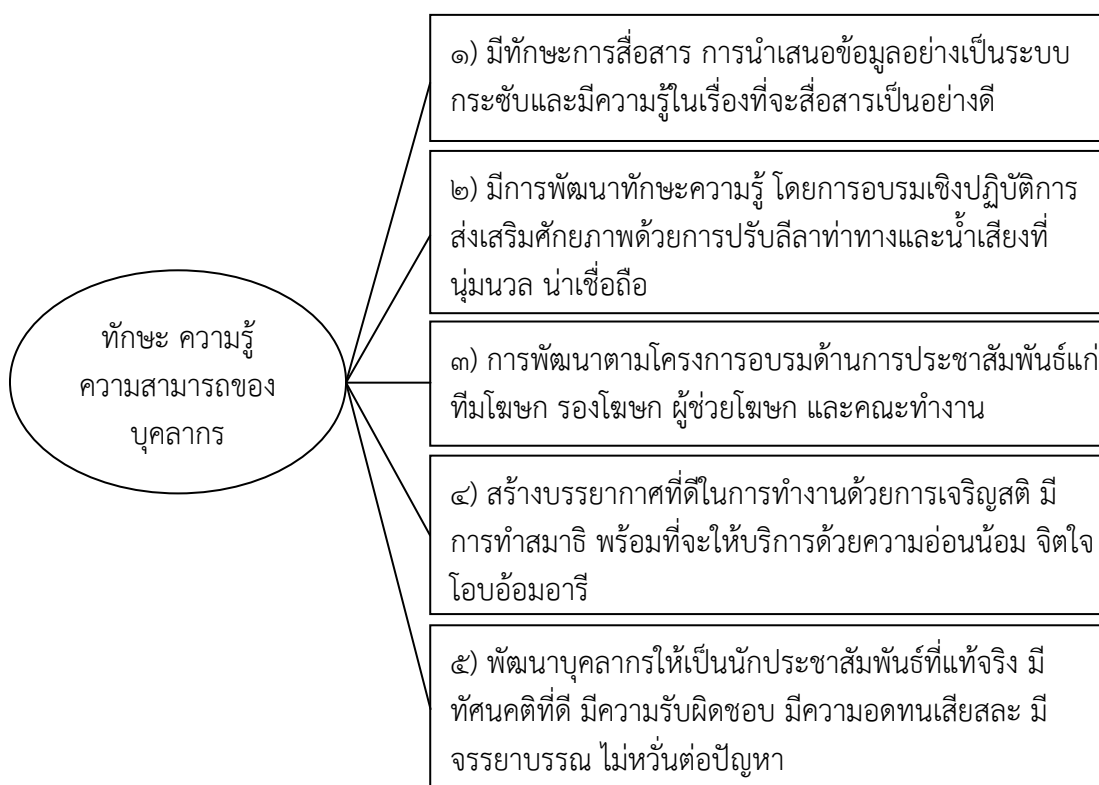 ๑) มีทักษะการสื่อสาร การนำเสนอข้อมูลอย่างเป็นระบบ
กระชับและมีความรู้ในเรื่องที่จะสื่อสารเป็นอย่างดี
๒) มีการพัฒนาทักษะความรู้ โดยการอบรมเชิงปฏิบัติการ
ส่งเสริมศักยภาพด้วยการปรับลีลาท่าทางและน้ำเสียงที่
นุ่มนวล น่าเชื่อถือ
ทักษะ ความรู้
ความสามารถของ
บุคลากร
๓) การพัฒนาตามโครงการอบรมด้านการประชาสัมพันธ์แก่
ทีมโฆษก รองโฆษก ผู้ช่วยโฆษก และคณะทำงาน
๔) สร้างบรรยากาศที่ดีในการทำงานด้วยการเจริญสติ มี
การทำสมาธิ พร้อมที่จะให้บริการด้วยความอ่อนน้อม จิตใจ
โอบอ้อมอารี
๕) พัฒนาบุคลากรให้เป็นนักประชาสัมพันธ์ที่แท้จริง มี
ทัศนคติที่ดี มีความรับผิดชอบ มีความอดทนเสียสละ มี
จรรยาบรรณ ไม่หวั่นต่อปัญหา